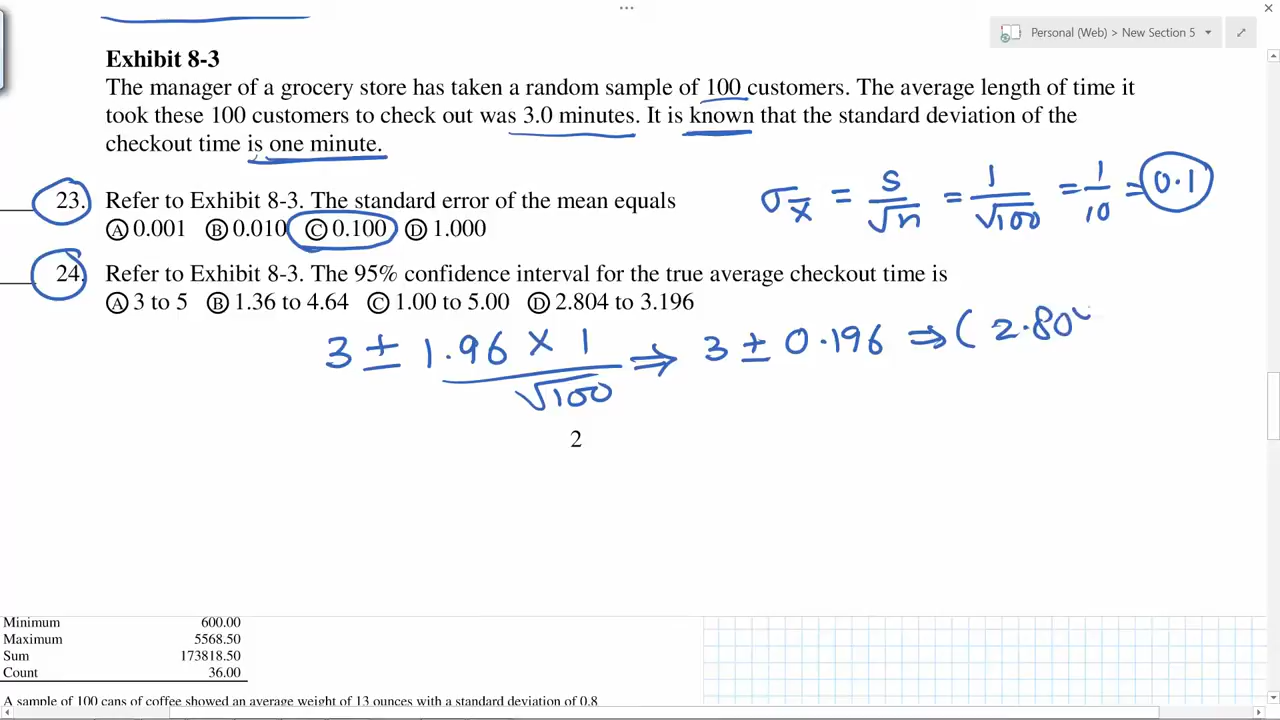 Personal (Web) > New Section 5
Exhibit 8-3
The manager of a grocery store has taken a random sample of 100 customers. The average length of time it
took these 100 customers to check out was 3.0 minutes. It is known that the standard deviation of the
checkout time is one minute.
23. Refer to Exhibit 8-3. The standard error of the mean equals
Ⓐ 0.001 Ⓑ 0.010 Ⓒ 0.100 Ⓓ 1.000
σx̅ = s/√n = 1/√100 = 1/10 = 0.1
24. Refer to Exhibit 8-3. The 95% confidence interval for the true average checkout time is
Ⓐ 3 to 5 Ⓑ 1.36 to 4.64 Ⓒ 1.00 to 5.00 Ⓓ 2.804 to 3.196
3 ± 1.96 × 1/√100 ⇒ 3 ± 0.196 ⇒ ( 2.80
2
Minimum 600.00
Maximum 5568.50
Sum 173818.50
Count 36.00
A sample of 100 cans of coffee showed an average weight of 13 ounces with a standard deviation of 0.8